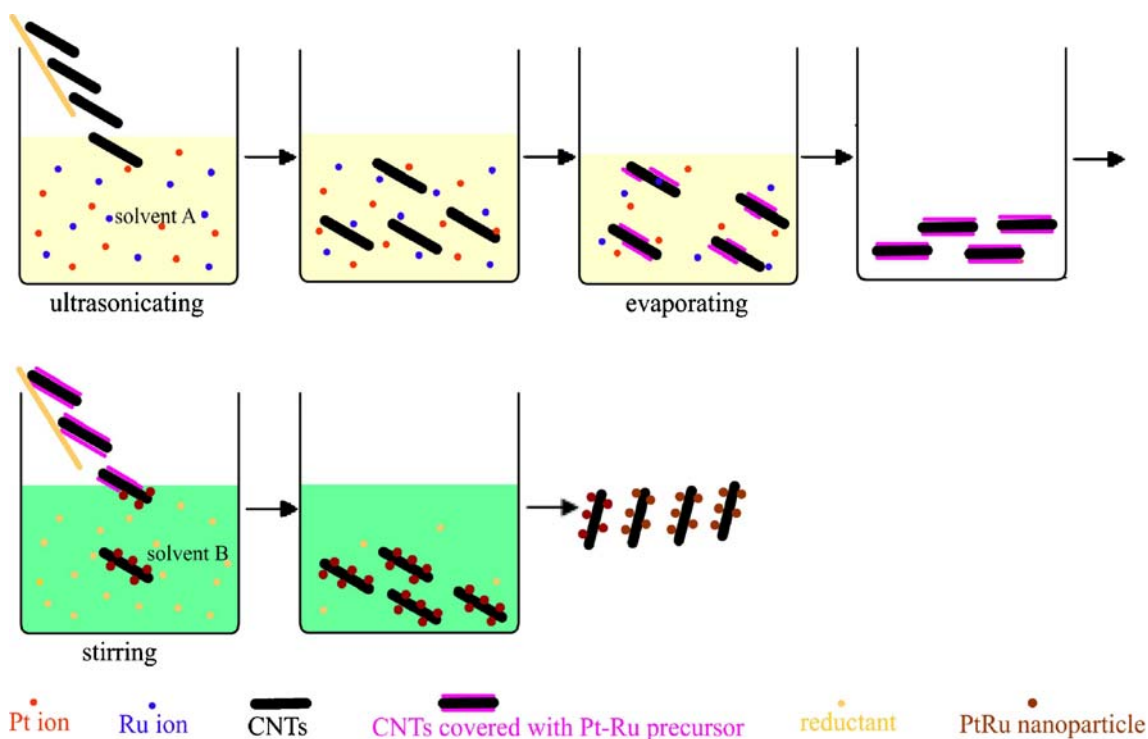 solvent A
ultrasonicating
evaporating
solvent B
stirring
Pt ion
Ru ion
CNTs
CNTs covered with Pt-Ru precursor
reductant
PtRu nanoparticle